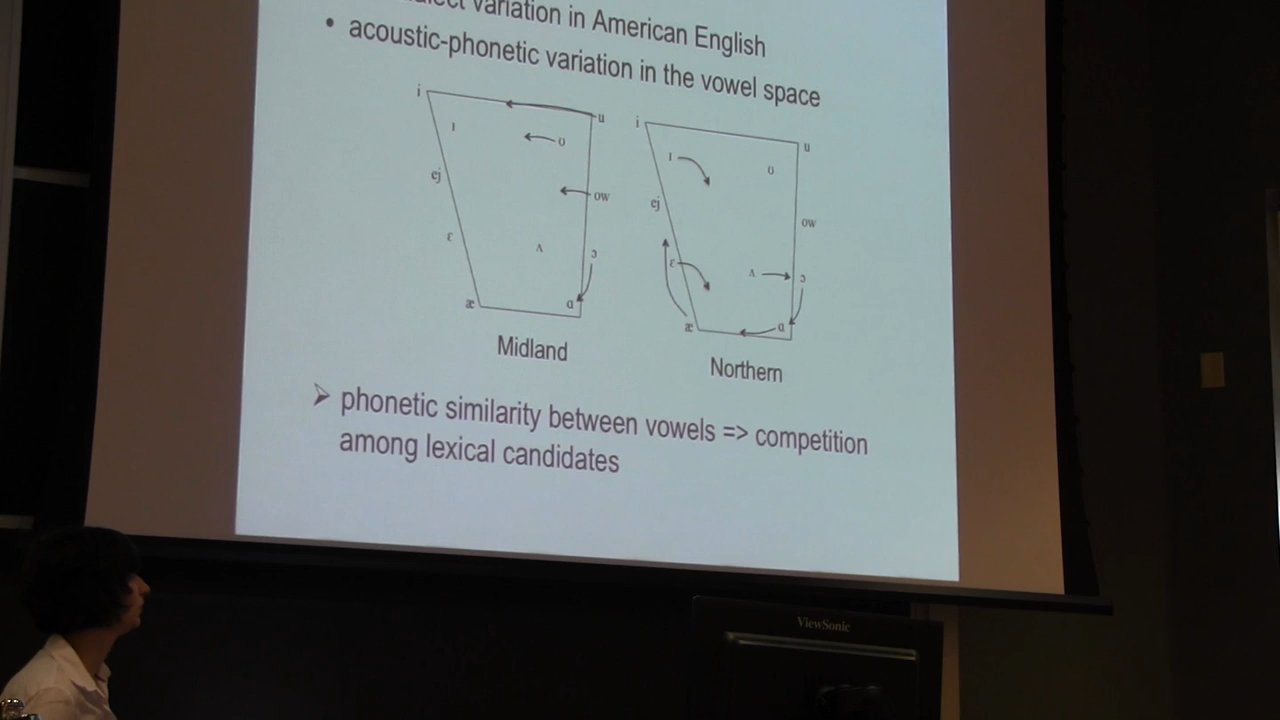 variation in American English
• acoustic-phonetic variation in the vowel space
i
u
ɪ
ʊ
ej
ow
ɛ
ʌ
ɔ
æ
ɑ
Midland
i
u
ɪ
ʊ
ej
ow
ɛ
ʌ
ɔ
æ
ɑ
Northern
➢ phonetic similarity between vowels => competition
among lexical candidates
ViewSonic